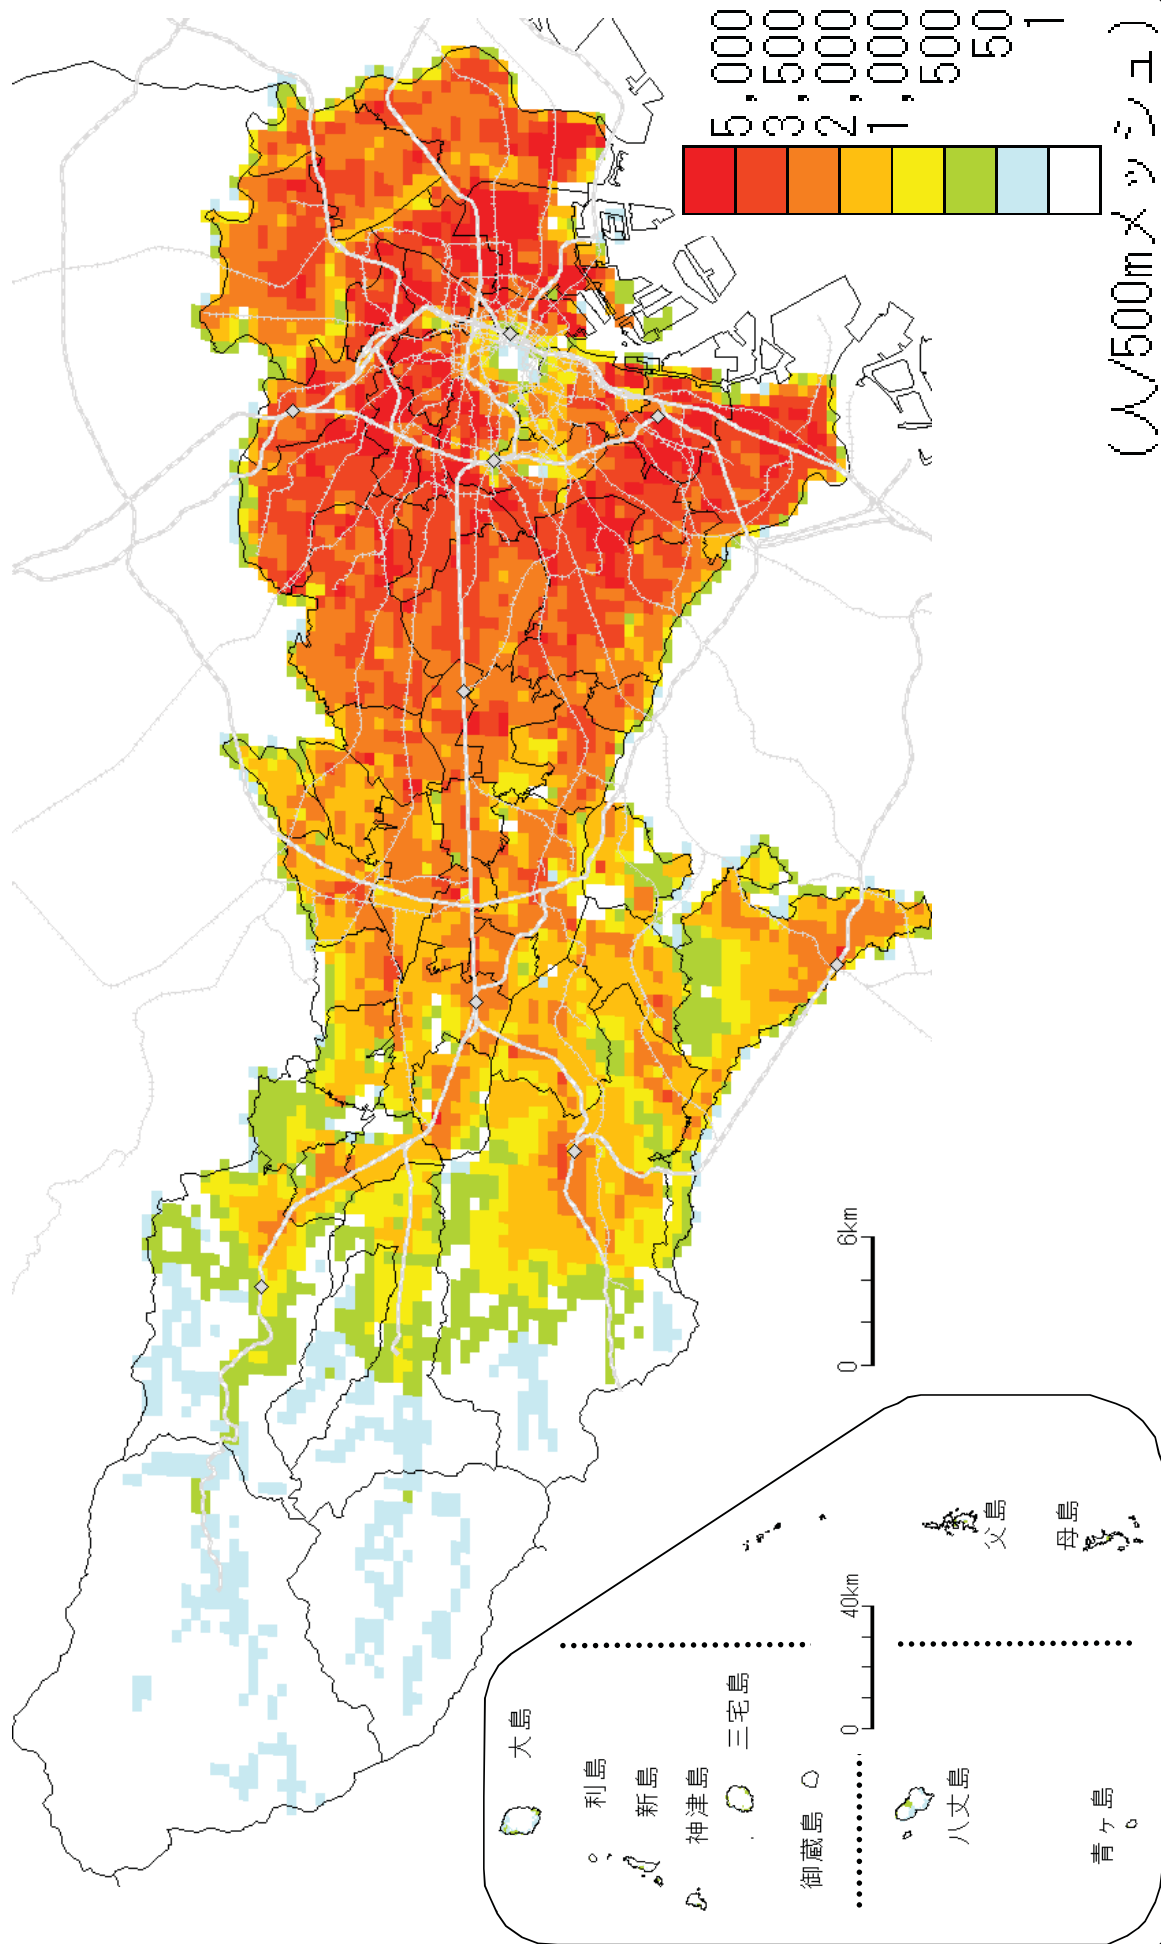 5,000
3,500
2,000
1,000
500
50
1
(人/500mメッシュ)
0 6km
0 40km
大島
利島
新島
神津島
三宅島
御蔵島
八丈島
青ヶ島
父島
母島